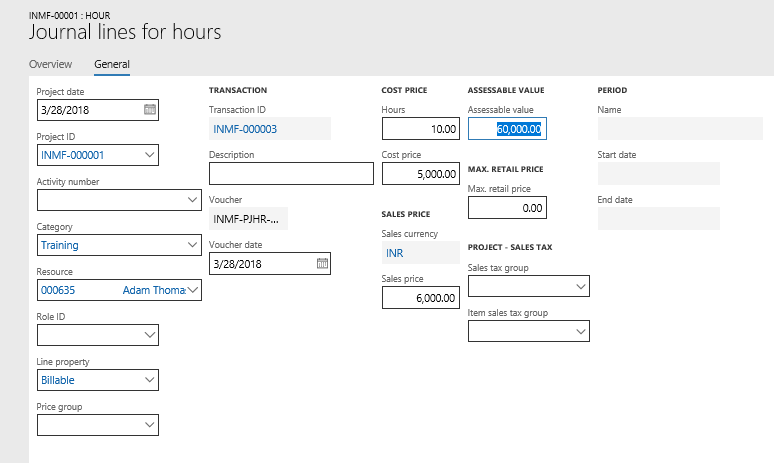 INMF-00001 : HOUR
Journal lines for hours
Overview
General
Project date
3/28/2018
Project ID
INMF-000001
Activity number
Category
Training
Resource
000635 Adam Thoma
Role ID
Line property
Billable
Price group
TRANSACTION
Transaction ID
INMF-000003
Description
Voucher
INMF-PJHR-...
Voucher date
3/28/2018
COST PRICE
Hours
10.00
Cost price
5,000.00
SALES PRICE
Sales currency
INR
Sales price
6,000.00
ASSESSABLE VALUE
Assessable value
60,000.00
MAX. RETAIL PRICE
Max. retail price
0.00
PROJECT - SALES TAX
Sales tax group
Item sales tax group
PERIOD
Name
Start date
End date